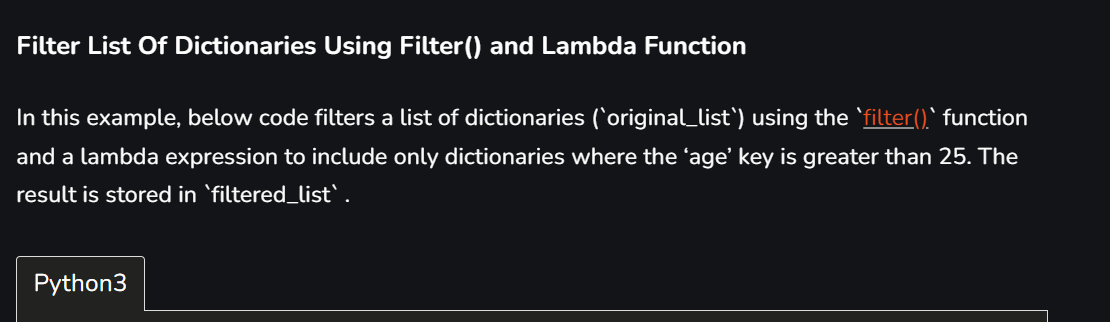 Filter List Of Dictionaries Using Filter() and Lambda Function
In this example, below code filters a list of dictionaries (`original_list`) using the `filter()` function
and a lambda expression to include only dictionaries where the ‘age’ key is greater than 25. The
result is stored in `filtered_list` .
Python3